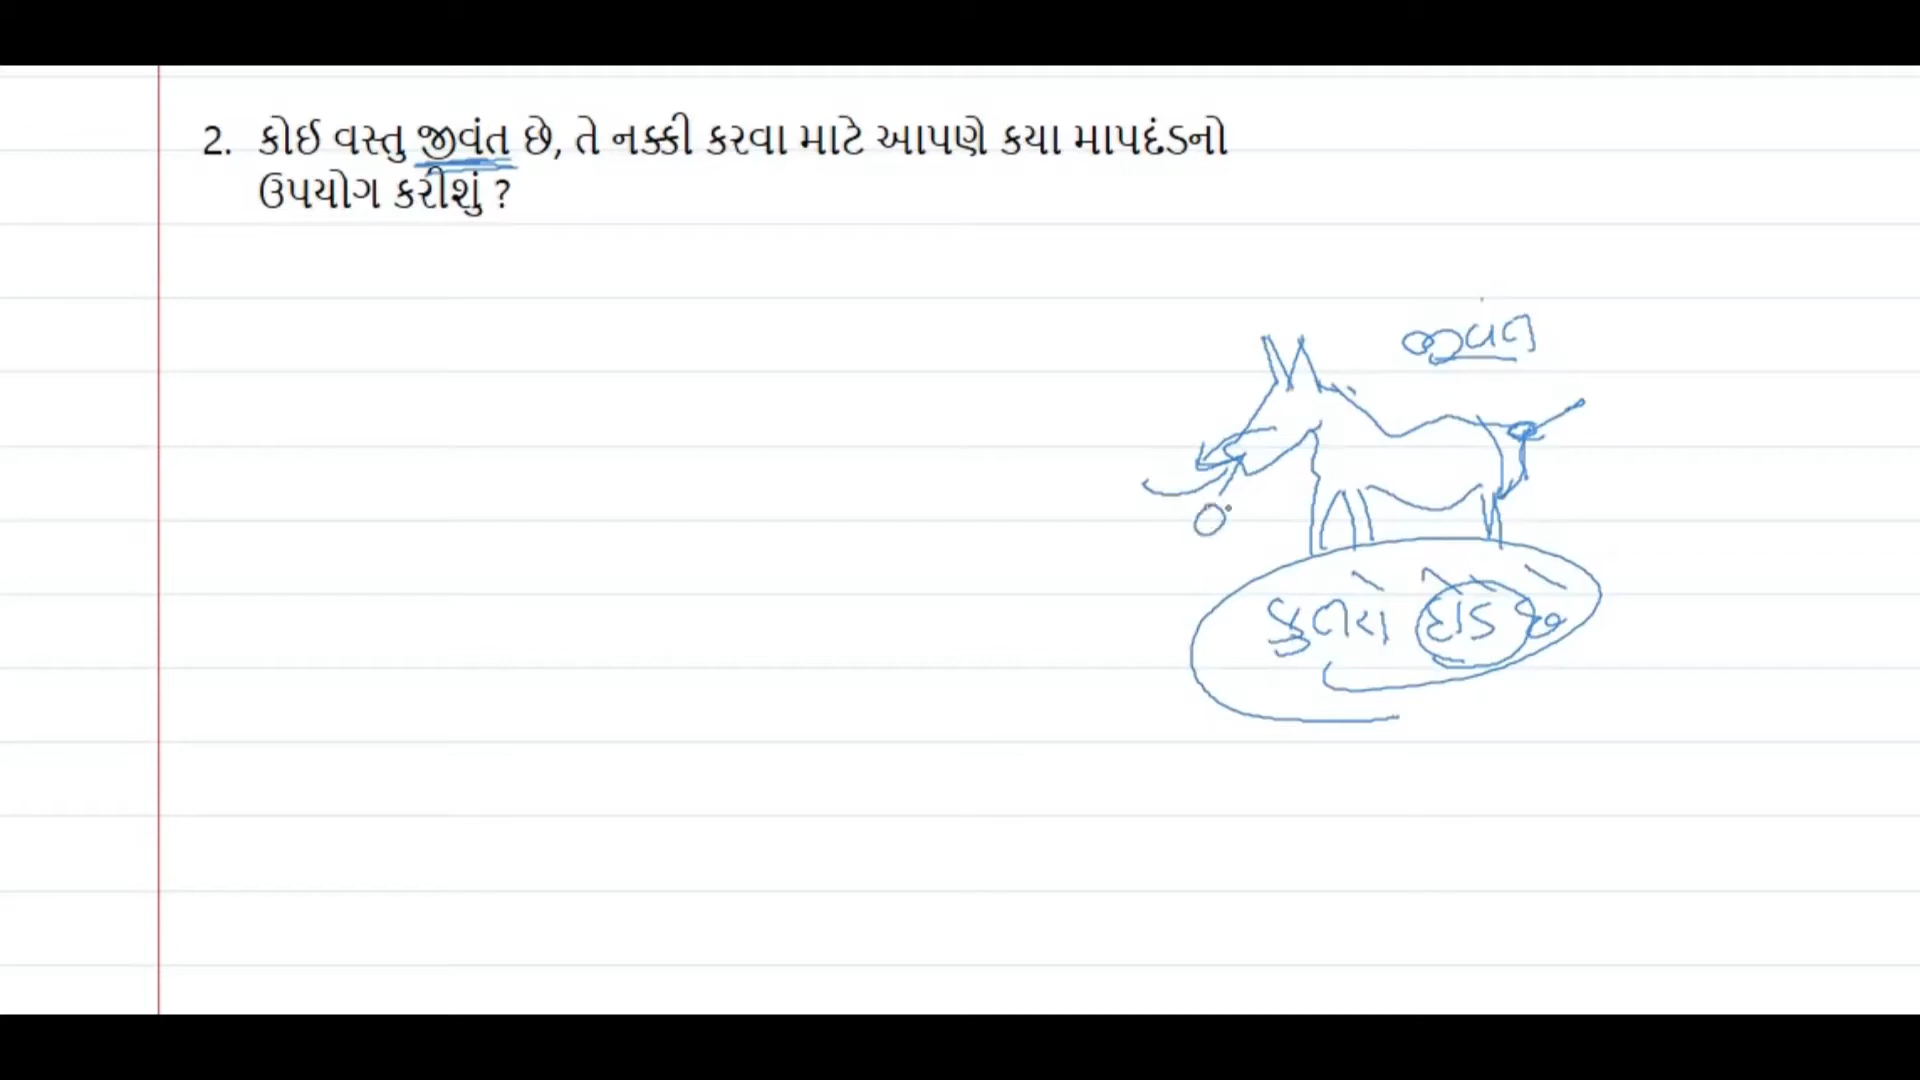 2. કોઈ વસ્તુ જીવંત છે, તે નક્કી કરવા માટે આપણે કયા માપદંડનો
ઉપયોગ કરીશું ?
જીવંત
કુતરો દોડે છે